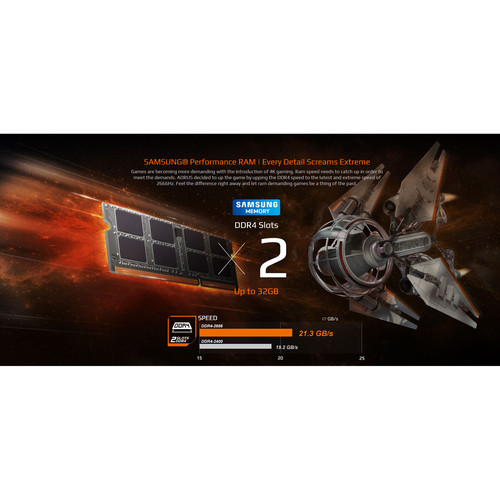 SAMSUNG® Performance RAM | Every Detail Screams Extreme
Games are becoming more demanding with the introduction of 4K gaming. Ram speed needs to catch up in order to
meet the demands. AORUS decided to up the game by upping the DDR4 speed to the latest and extreme speed of
2666Hz. Feel the difference right away and let ram demanding games be a thing of the past.
SAMSUNG
MEMORY
DDR4 Slots
X 2
Up to 32GB
SPEED
GB/s
DDR4
2 SLOTS
DDR4-2666
21.3 GB/s
DDR4-2400
19.2 GB/s
15 20 25